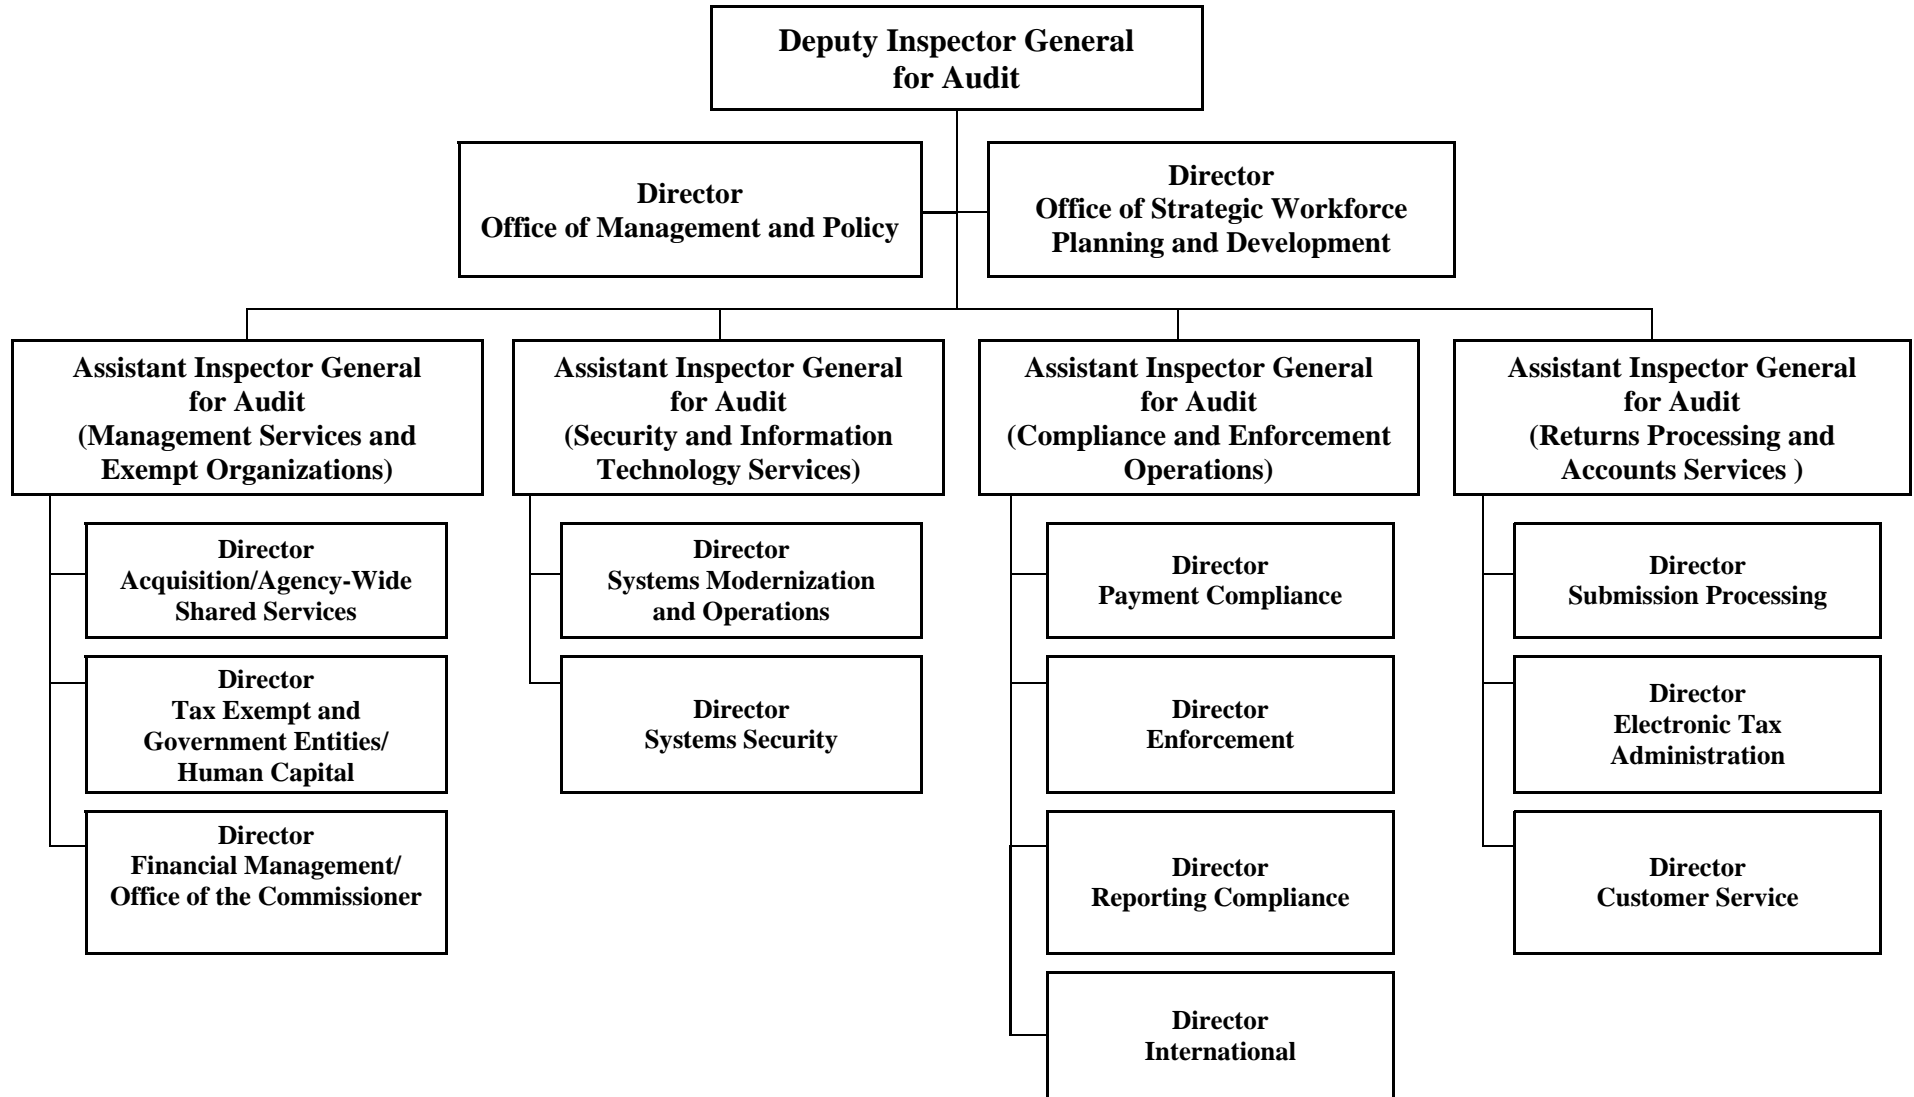 Deputy Inspector General
for Audit
Director
Office of Management and Policy
Director
Office of Strategic Workforce
Planning and Development
Assistant Inspector General
for Audit
(Management Services and
Exempt Organizations)
Assistant Inspector General
for Audit
(Security and Information
Technology Services)
Assistant Inspector General
for Audit
(Compliance and Enforcement
Operations)
Assistant Inspector General
for Audit
(Returns Processing and
Accounts Services )
Director
Acquisition/Agency-Wide
Shared Services
Director
Tax Exempt and
Government Entities/
Human Capital
Director
Financial Management/
Office of the Commissioner
Director
Systems Modernization
and Operations
Director
Systems Security
Director
Payment Compliance
Director
Enforcement
Director
Reporting Compliance
Director
International
Director
Submission Processing
Director
Electronic Tax
Administration
Director
Customer Service